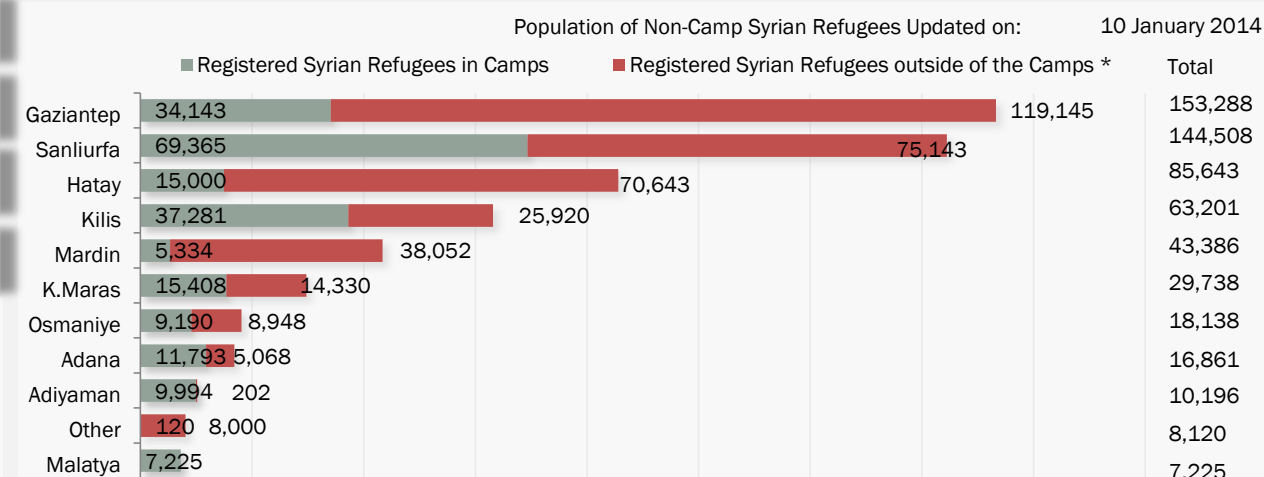 Population of Non-Camp Syrian Refugees Updated on: 10 January 2014
Registered Syrian Refugees in Camps Registered Syrian Refugees outside of the Camps * Total
Gaziantep 34,143 119,145 153,288
Sanliurfa 69,365 75,143 144,508
Hatay 15,000 70,643 85,643
Kilis 37,281 25,920 63,201
Mardin 5,334 38,052 43,386
K.Maras 15,408 14,330 29,738
Osmaniye 9,190 8,948 18,138
Adana 11,793 5,068 16,861
Adiyaman 9,994 202 10,196
Other 120 8,000 8,120
Malatya 7,225 7,225